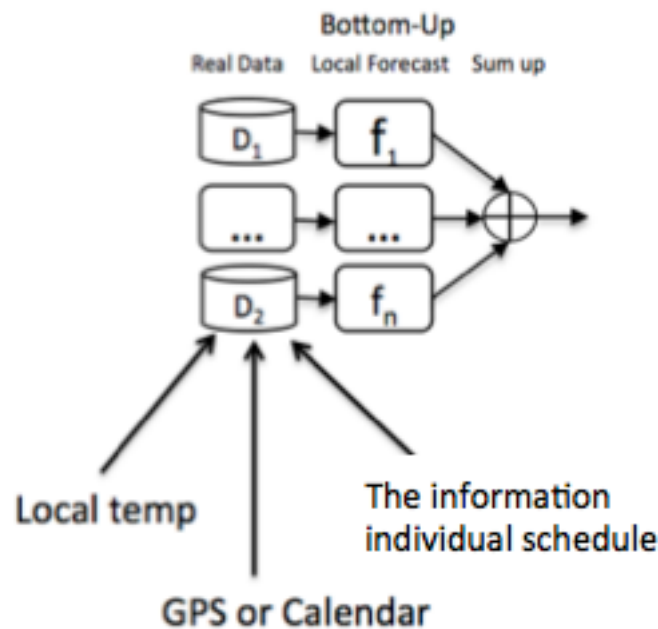 Bottom-Up
Real Data Local Forecast Sum up
D1 f1
... ...
D2 fn
Local temp
The information
individual schedule
GPS or Calendar